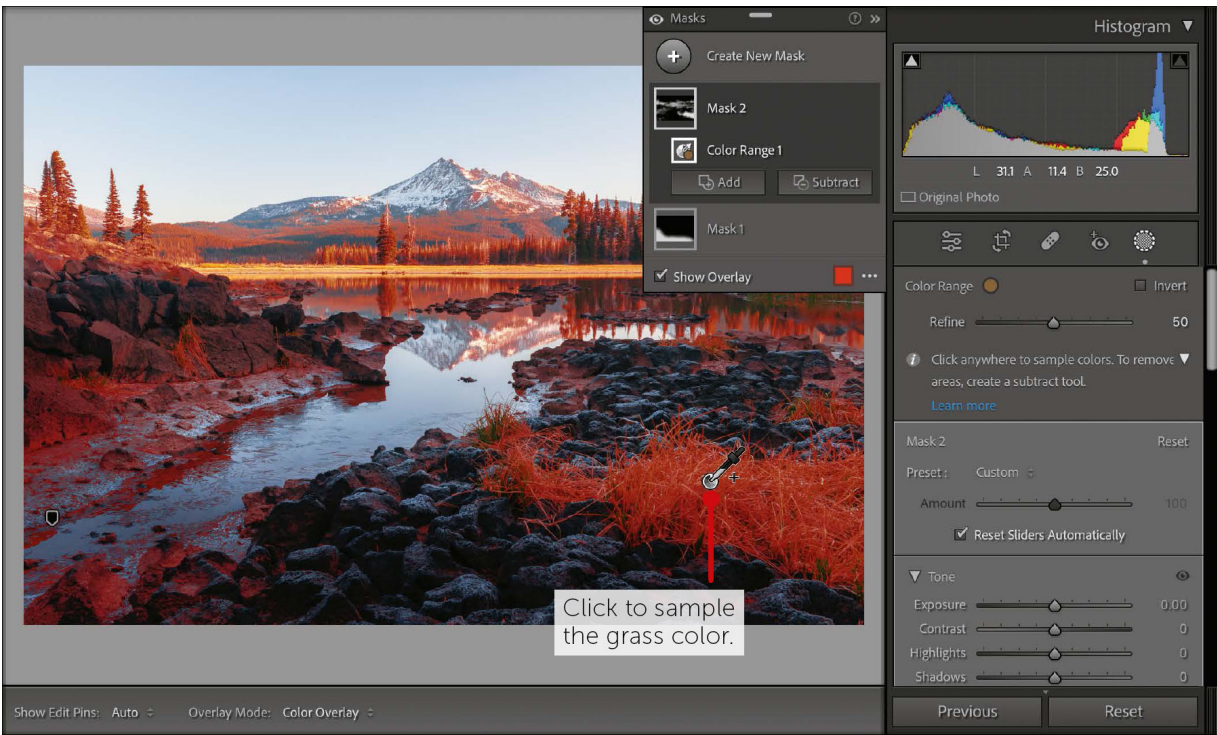 Masks
Create New Mask
Mask 2
Color Range 1
Add Subtract
Mask 1
Show Overlay
Click to sample
the grass color.
Show Edit Pins: Auto Overlay Mode: Color Overlay
Histogram
L 31.1 A 11.4 B 25.0
Original Photo
Color Range Invert
Refine 50
Click anywhere to sample colors. To remove
areas, create a subtract tool.
Learn more
Mask 2 Reset
Preset: Custom
Amount 100
Reset Sliders Automatically
Tone
Exposure 0.00
Contrast 0
Highlights 0
Shadows 0
Previous Reset